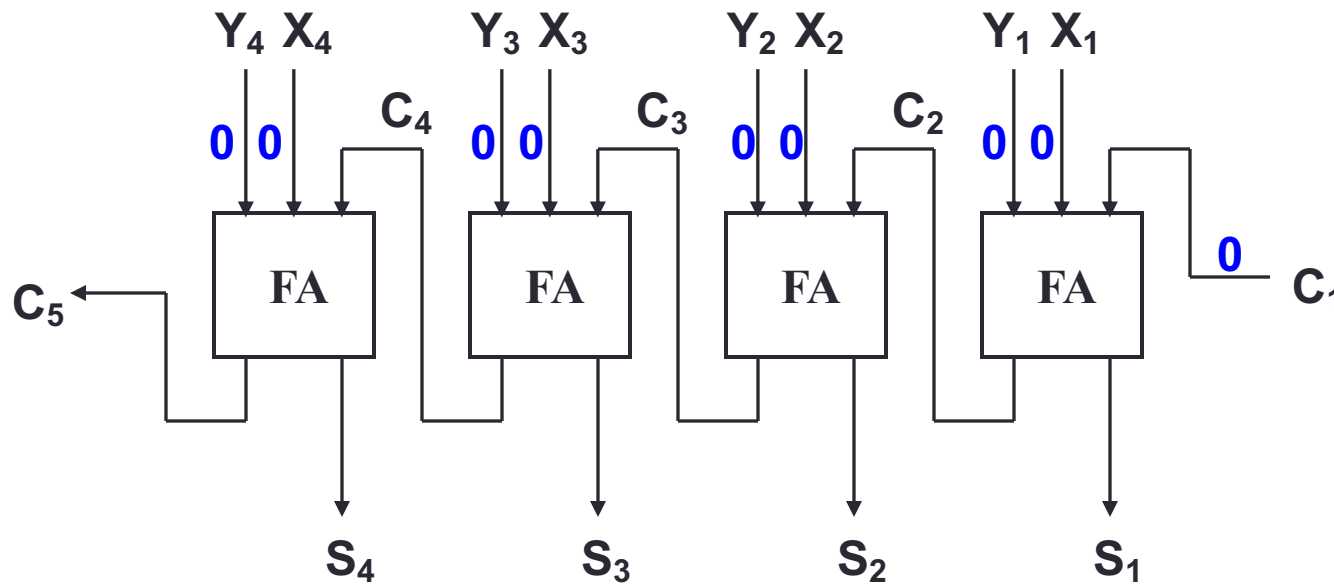 Y₄ X₄ Y₃ X₃ Y₂ X₂ Y₁ X₁
C₄ C₃ C₂
0 0 0 0 0 0 0 0
0
FA FA FA FA
C₅ C₁
S₄ S₃ S₂ S₁